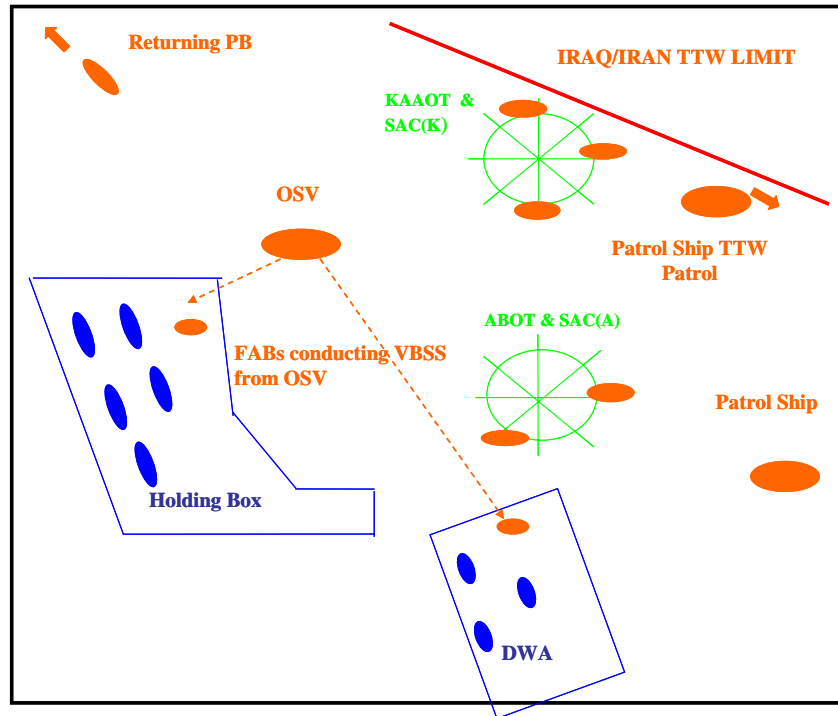 Returning PB
IRAQ/IRAN TTW LIMIT
KAAOT &
SAC(K)
OSV
Patrol Ship TTW
Patrol
ABOT & SAC(A)
FABs conducting VBSS
from OSV
Patrol Ship
Holding Box
DWA